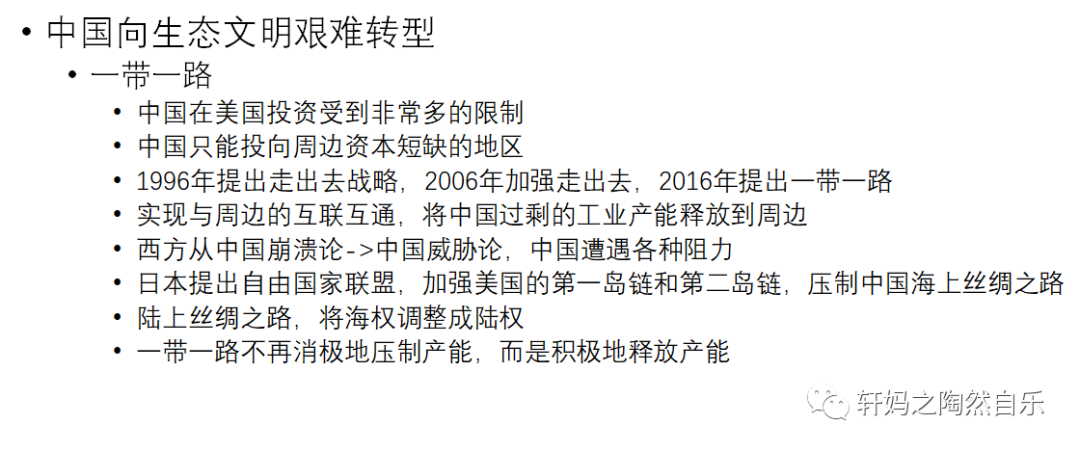 • 中国向生态文明艰难转型
• 一带一路
• 中国在美国投资受到非常多的限制
• 中国只能投向周边资本短缺的地区
• 1996年提出走出去战略，2006年加强走出去，2016年提出一带一路
• 实现与周边的互联互通，将中国过剩的工业产能释放到周边
• 西方从中国崩溃论->中国威胁论，中国遭遇各种阻力
• 日本提出自由国家联盟，加强美国的第一岛链和第二岛链，压制中国海上丝绸之路
• 陆上丝绸之路，将海权调整成陆权
• 一带一路不再消极地压制产能，而是积极地释放产能
轩妈之陶然自乐